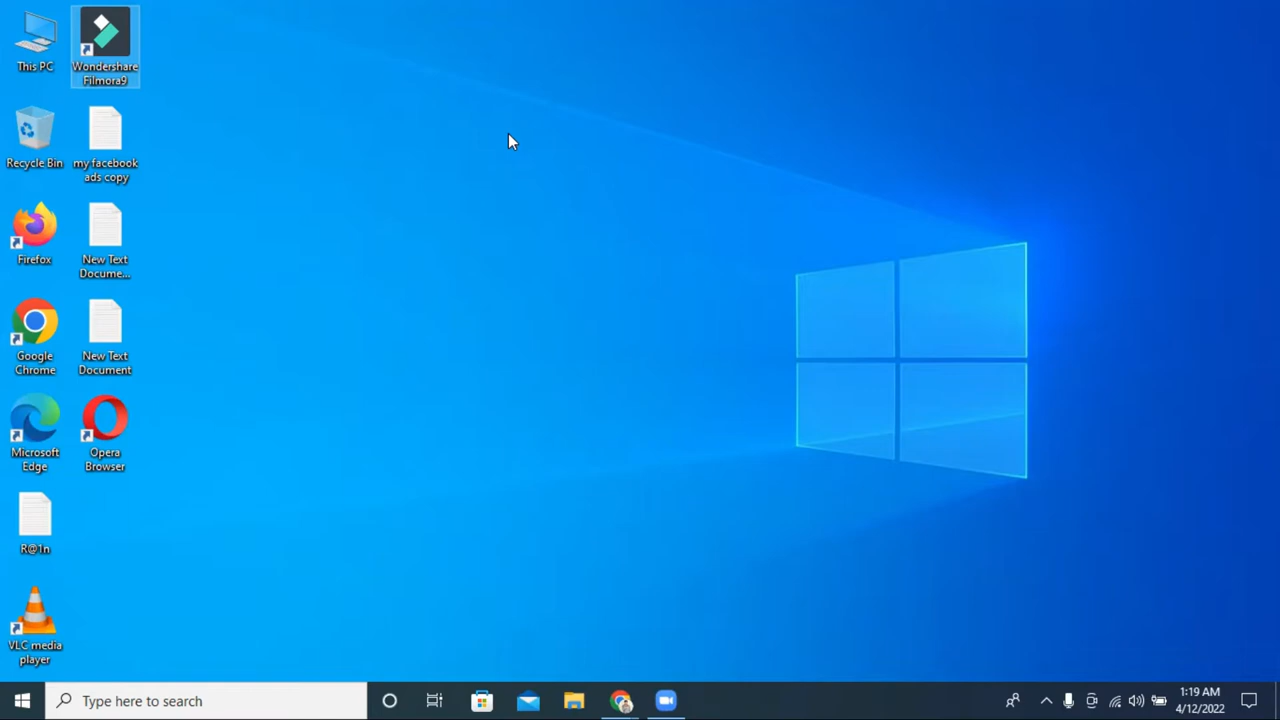 This PC
Wondershare
Filmora9
Recycle Bin
my facebook
ads copy
Firefox
New Text
Docume...
Google
Chrome
New Text
Document
Microsoft
Edge
Opera
Browser
R@1n
VLC media
player
Type here to search
1:19 AM
4/12/2022